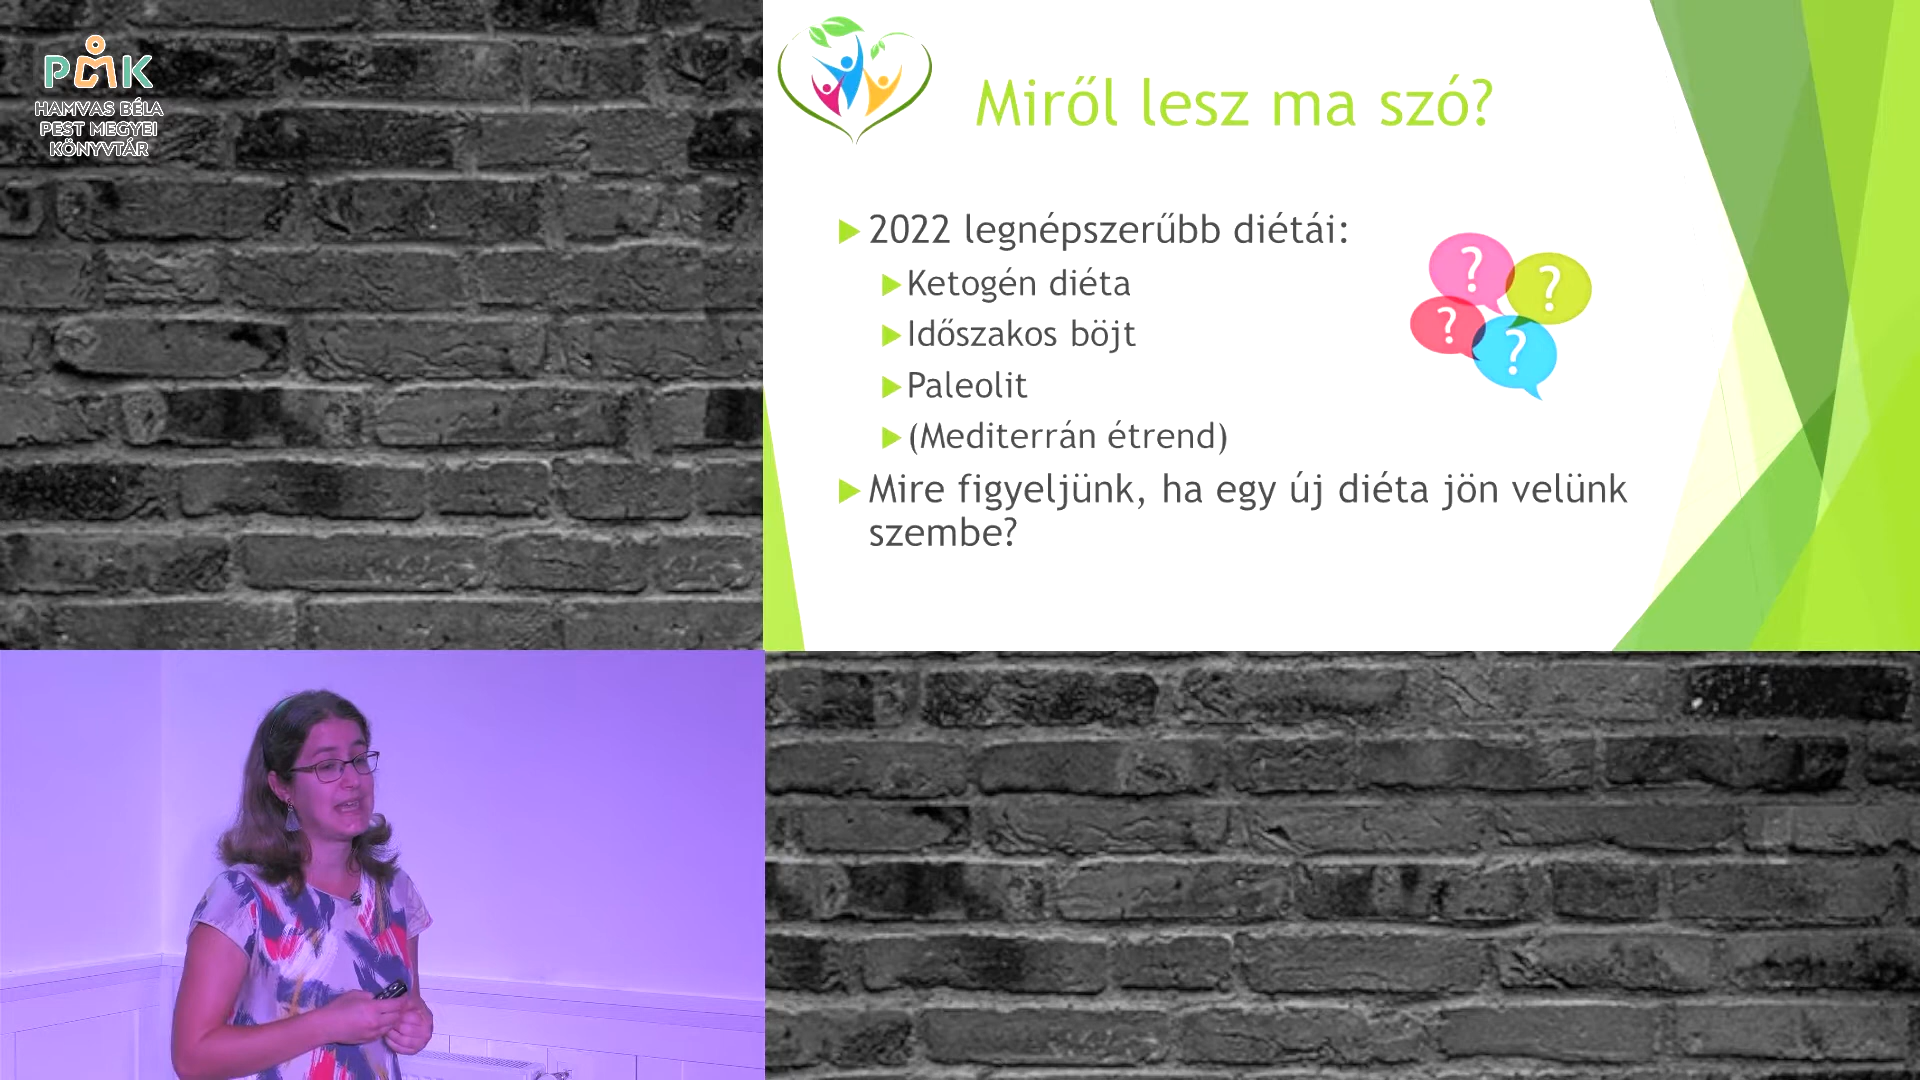 PMK
HAMVAS BÉLA
PEST MEGYEI
KÖNYVTÁR
Miről lesz ma szó?
2022 legnépszerűbb diétái:
Ketogén diéta
Időszakos böjt
Paleolit
(Mediterrán étrend)
Mire figyeljünk, ha egy új diéta jön velünk
szembe?
? ?
? ?